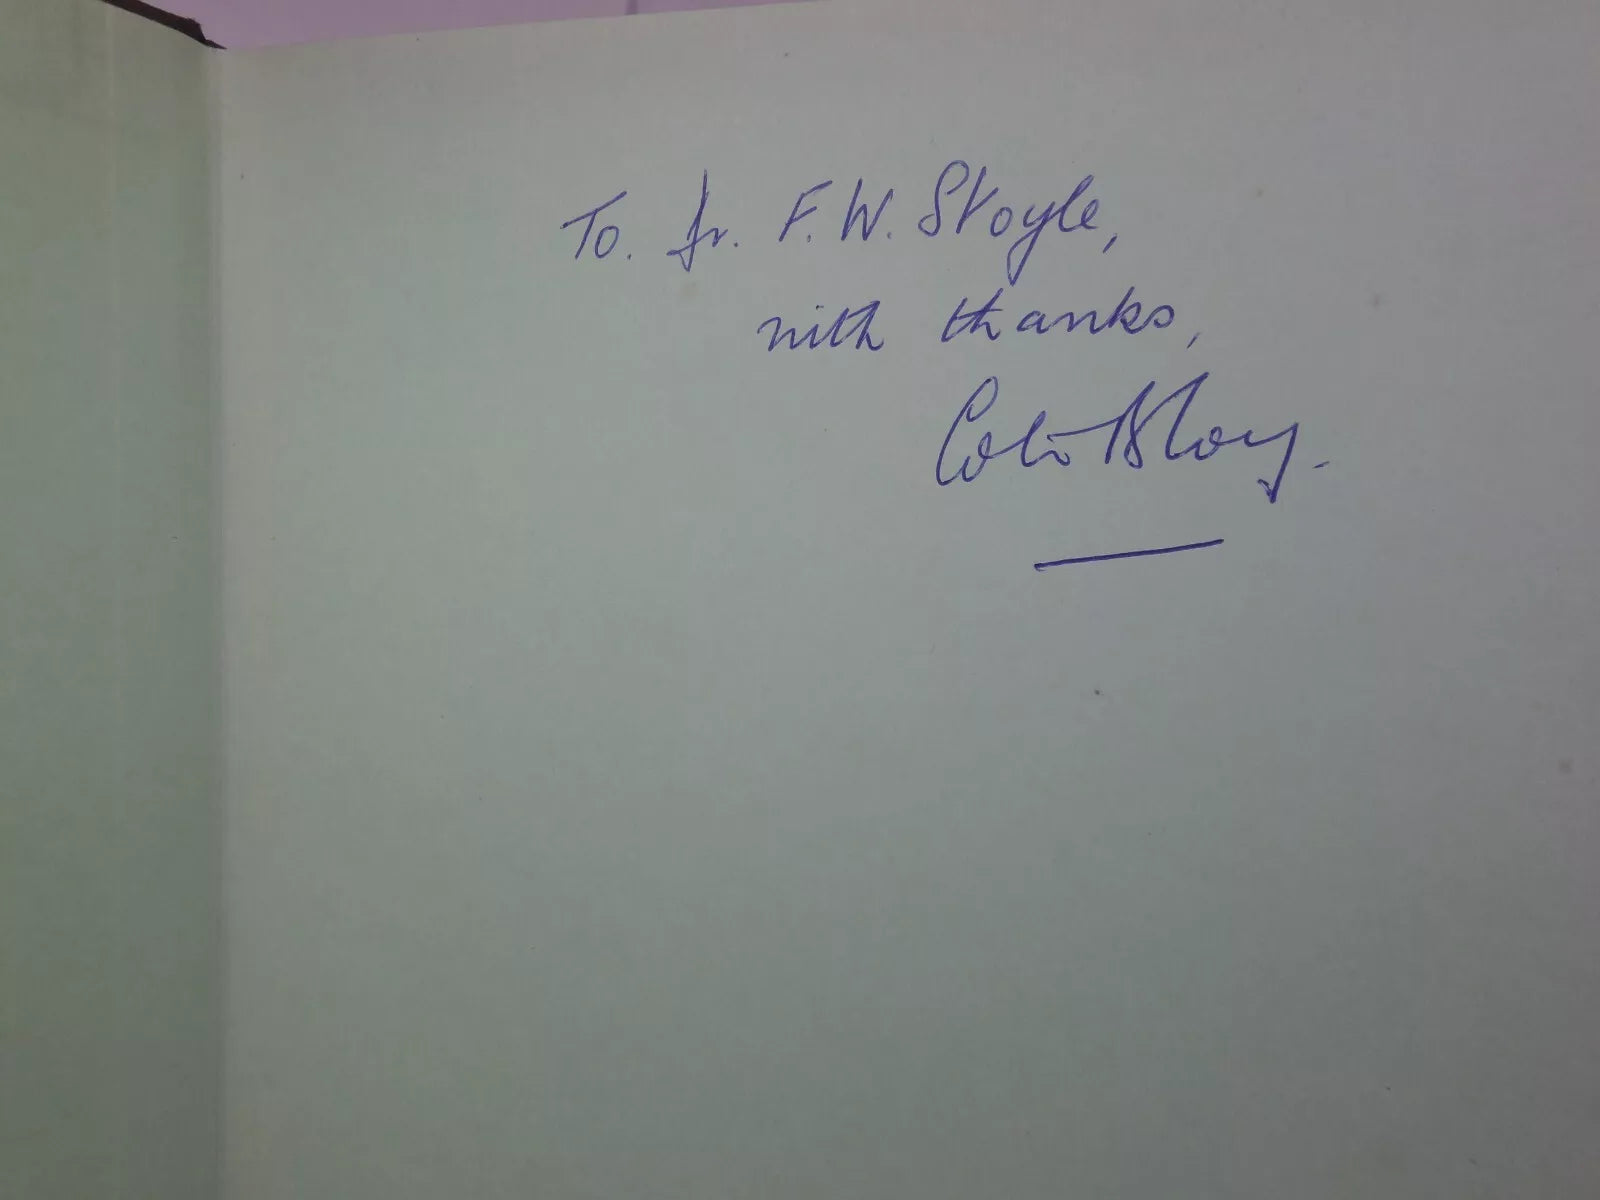 To. Fr. F. W. Stoyle,
with thanks,
Colin Bloy.